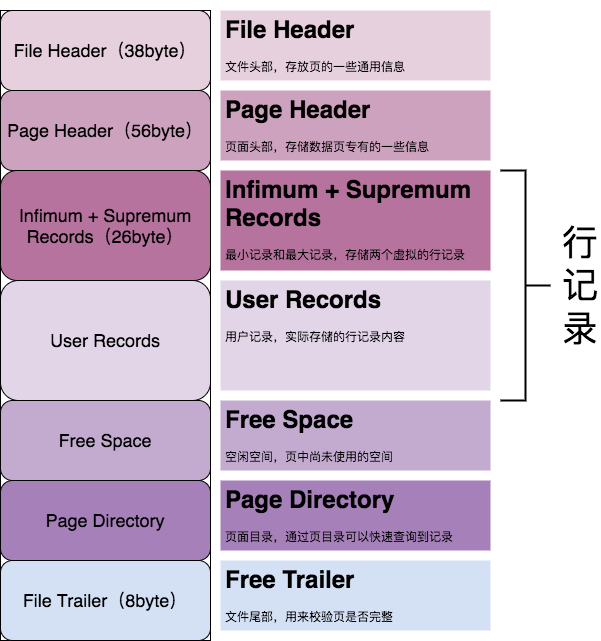 File Header（38byte）
File Header
文件头部，存放页的一些通用信息
Page Header（56byte）
Page Header
页面头部，存储数据页专有的一些信息
Infimum + Supremum
Records（26byte）
Infimum + Supremum
Records
最小记录和最大记录，存储两个虚拟的行记录
User Records
User Records
用户记录，实际存储的行记录内容
行
记
录
Free Space
Free Space
空闲空间，页中尚未使用的空间
Page Directory
Page Directory
页面目录，通过页目录可以快速查询到记录
File Trailer（8byte）
Free Trailer
文件尾部，用来校验页是否完整